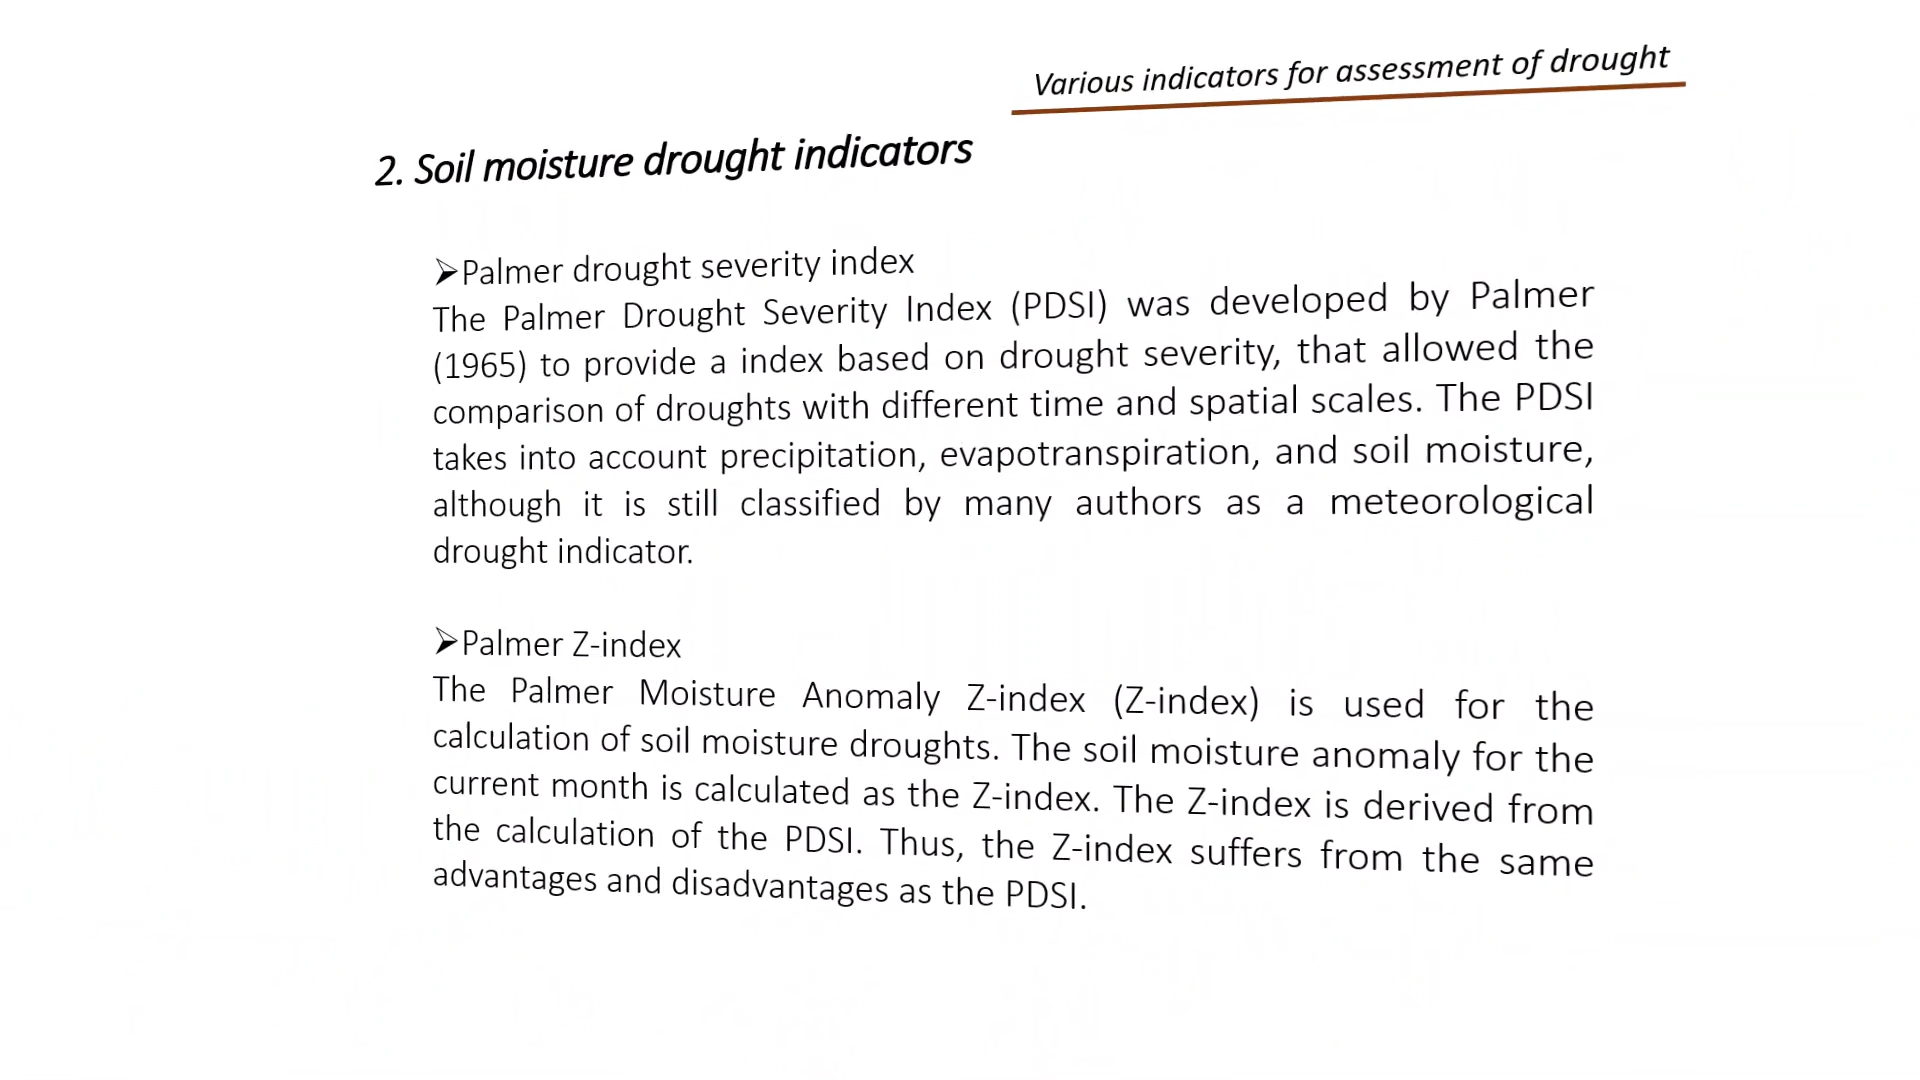 Various indicators for assessment of drought
2. Soil moisture drought indicators
➢Palmer drought severity index
The Palmer Drought Severity Index (PDSI) was developed by Palmer
(1965) to provide a index based on drought severity, that allowed the
comparison of droughts with different time and spatial scales. The PDSI
takes into account precipitation, evapotranspiration, and soil moisture,
although it is still classified by many authors as a meteorological
drought indicator.
➢Palmer Z-index
The Palmer Moisture Anomaly Z-index (Z-index) is used for the
calculation of soil moisture droughts. The soil moisture anomaly for the
current month is calculated as the Z-index. The Z-index is derived from
the calculation of the PDSI. Thus, the Z-index suffers from the same
advantages and disadvantages as the PDSI.